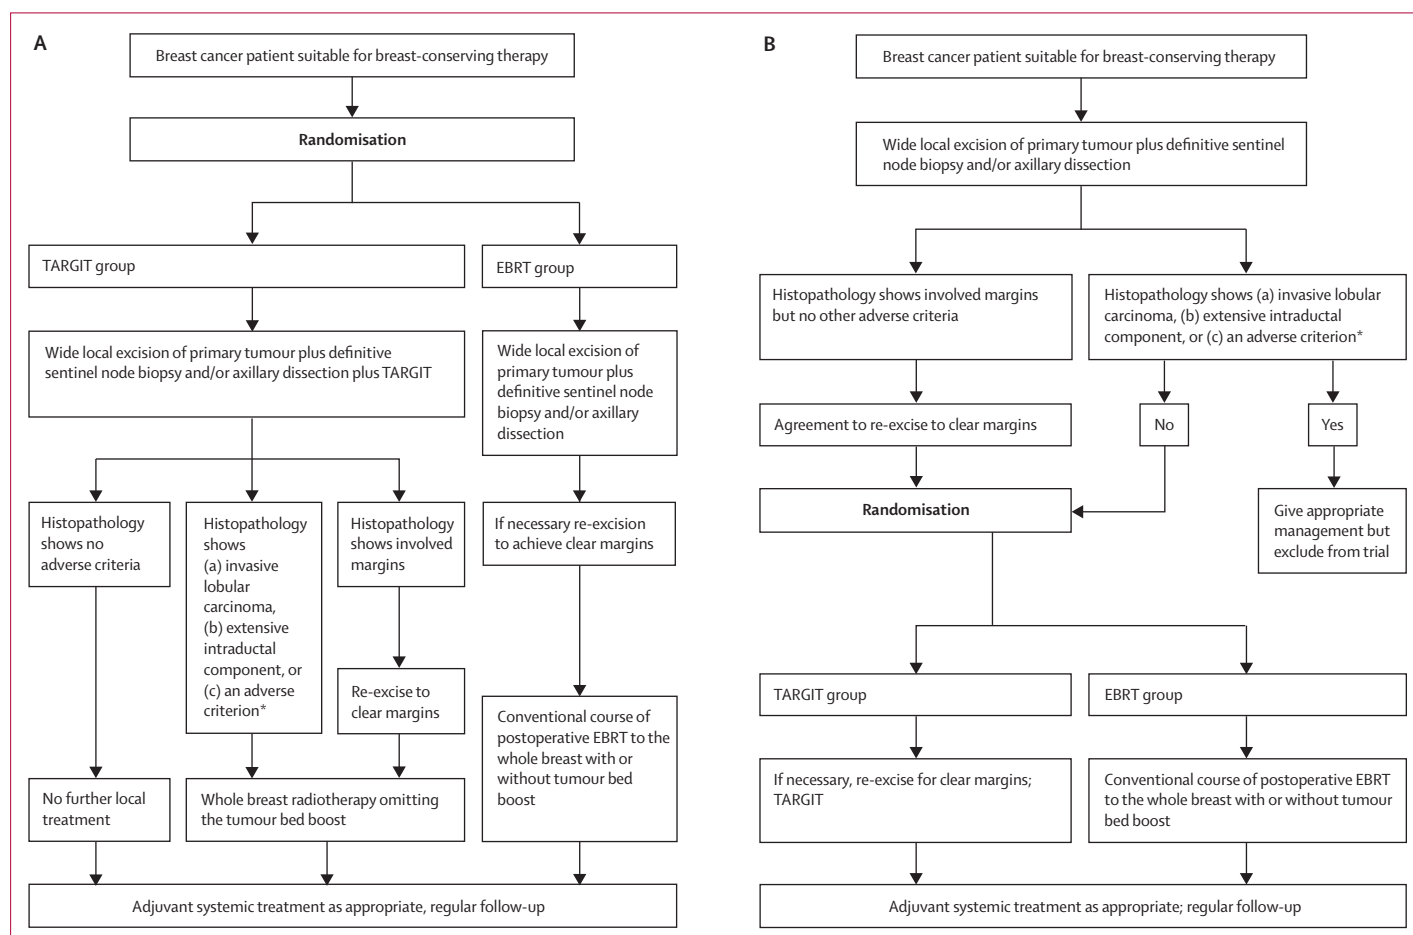 A
Breast cancer patient suitable for breast-conserving therapy
Randomisation
TARGIT group
EBRT group
Wide local excision of primary tumour plus definitive
sentinel node biopsy and/or axillary dissection plus TARGIT
Wide local excision of
primary tumour plus
definitive sentinel node
biopsy and/or axillary
dissection
Histopathology
shows no
adverse criteria
Histopathology
shows
(a) invasive
lobular
carcinoma,
(b) extensive
intraductal
component, or
(c) an adverse
criterion*
Histopathology
shows involved
margins
If necessary re-excision
to achieve clear margins
Re-excise to
clear margins
Conventional course of
postoperative EBRT to the
whole breast with or
without tumour bed
boost
No further local
treatment
Whole breast radiotherapy omitting
the tumour bed boost
Adjuvant systemic treatment as appropriate, regular follow-up
B
Breast cancer patient suitable for breast-conserving therapy
Wide local excision of primary tumour plus definitive sentinel
node biopsy and/or axillary dissection
Histopathology shows involved margins
but no other adverse criteria
Histopathology shows (a) invasive lobular
carcinoma, (b) extensive intraductal
component, or (c) an adverse criterion*
Agreement to re-excise to clear margins
No
Yes
Randomisation
Give appropriate
management but
exclude from trial
TARGIT group
EBRT group
If necessary, re-excise for clear margins;
TARGIT
Conventional course of postoperative EBRT
to the whole breast with or without tumour
bed boost
Adjuvant systemic treatment as appropriate; regular follow-up